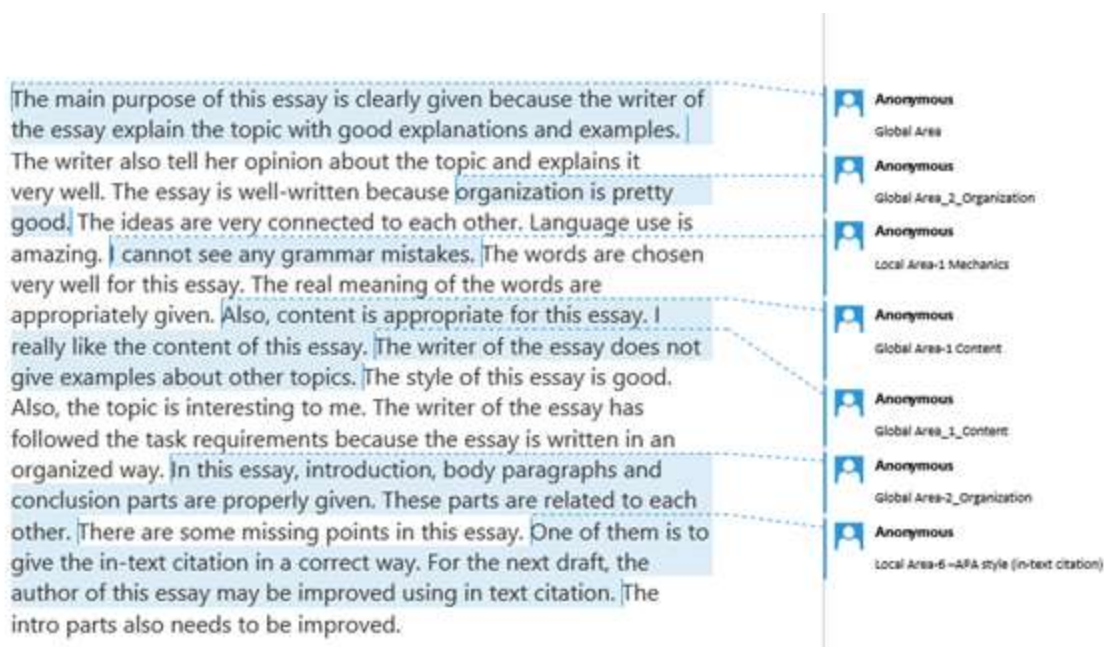 The main purpose of this essay is clearly given because the writer of
the essay explain the topic with good explanations and examples.
The writer also tell her opinion about the topic and explains it
very well. The essay is well-written because organization is pretty
good. The ideas are very connected to each other. Language use is
amazing. I cannot see any grammar mistakes. The words are chosen
very well for this essay. The real meaning of the words are
appropriately given. Also, content is appropriate for this essay. I
really like the content of this essay. The writer of the essay does not
give examples about other topics. The style of this essay is good.
Also, the topic is interesting to me. The writer of the essay has
followed the task requirements because the essay is written in an
organized way. In this essay, introduction, body paragraphs and
conclusion parts are properly given. These parts are related to each
other. There are some missing points in this essay. One of them is to
give the in-text citation in a correct way. For the next draft, the
author of this essay may be improved using in text citation. The
intro parts also needs to be improved.
Anonymous
Global Area
Anonymous
Global Area_2_Organization
Anonymous
Local Area-1 Mechanics
Anonymous
Global Area-1 Content
Anonymous
Global Area_1_Content
Anonymous
Global Area-2_Organization
Anonymous
Local Area-6 –APA style (in-text citation)